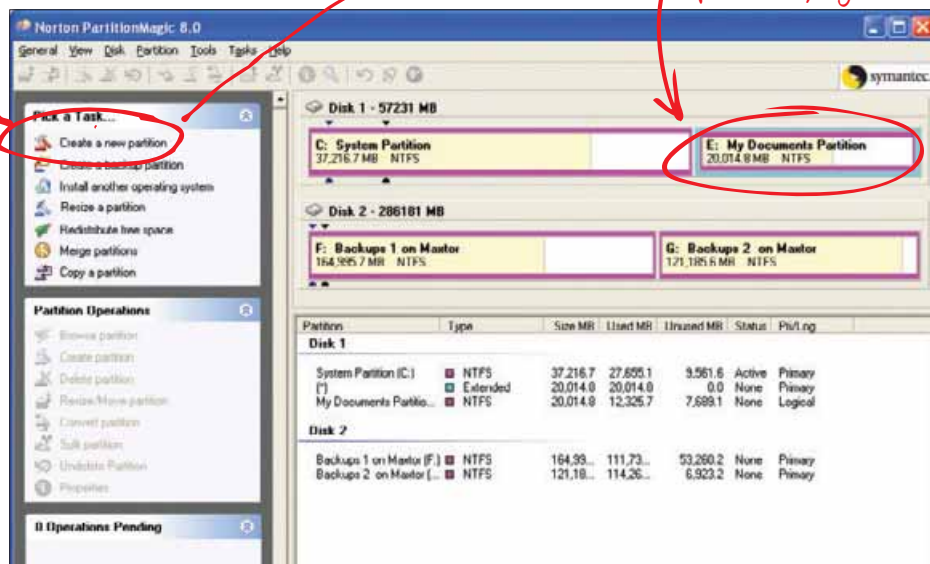 Norton PartitionMagic 8.0
General View Disk Partition Tools Tasks Help
symantec.
Pick a Task...
Create a new partition
Create a backup partition
Install another operating system
Resize a partition
Redistribute free space
Merge partitions
Copy a partition
Partition Operations
Browse partition
Create partition
Delete partition
Resize/Move partition
Convert partition
Split partition
Undelete Partition
Properties
0 Operations Pending
Disk 1 - 57231 MB
C: System Partition
37,216.7 MB NTFS
E: My Documents Partition
20,014.8 MB NTFS
Disk 2 - 286181 MB
F: Backups 1 on Maxtor
164,995.7 MB NTFS
G: Backups 2 on Maxtor
121,185.6 MB NTFS
Partition Type Size MB Used MB Unused MB Status Pri/Log
Disk 1
System Partition (C:) NTFS 37,216.7 27,655.1 9,561.6 Active Primary
(*) Extended 20,014.8 20,014.8 0.0 None Primary
My Documents Partitio... NTFS 20,014.8 12,325.7 7,689.1 None Logical
Disk 2
Backups 1 on Maxtor (F:) NTFS 164,99... 111,73... 53,260.2 None Primary
Backups 2 on Maxtor (... NTFS 121,18... 114,26... 6,923.2 None Primary